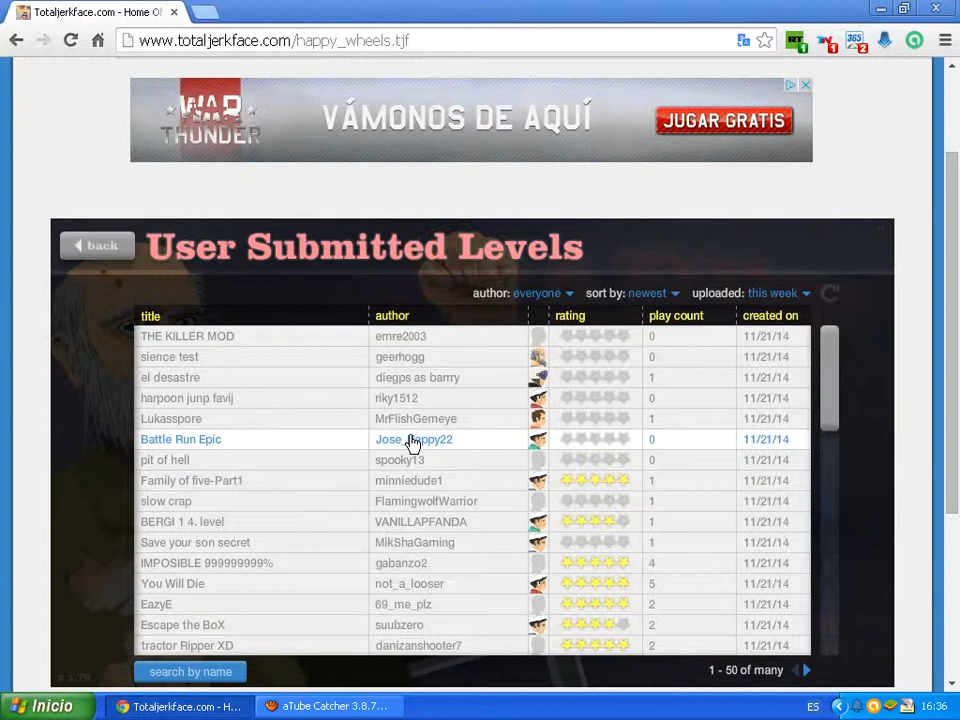 Totaljerkface.com - Home Of
www.totaljerkface.com/happy_wheels.tjf
RT 1 1 365 2
WAR THUNDER
VÁMONOS DE AQUÍ
JUGAR GRATIS
back
User Submitted Levels
author: everyone sort by: newest uploaded: this week
title author rating play count created on
THE KILLER MOD emre2003 0 11/21/14
sience test geerhogg 0 11/21/14
el desastre diegps as barrry 1 11/21/14
harpoon junp favij riky1512 0 11/21/14
Lukasspore MrFlishGemeye 1 11/21/14
Battle Run Epic 0 11/21/14
pit of hell spooky13 0 11/21/14
Family of five-Part1 minniedude1 1 11/21/14
slow crap FlamingwolfWarrior 1 11/21/14
BERGI 1 4. level VANILLAPFANDA 1 11/21/14
Save your son secret MikShaGaming 1 11/21/14
IMPOSIBLE 999999999% gabanzo2 4 11/21/14
You Will Die not_a_looser 5 11/21/14
EazyE 69_me_plz 2 11/21/14
Escape the BoX suubzero 2 11/21/14
tractor Ripper XD danizanshooter7 2 11/21/14
search by name
1 - 50 of many
Inicio
Totaljerkface.com - H...
aTube Catcher 3.8.7...
ES
16:36